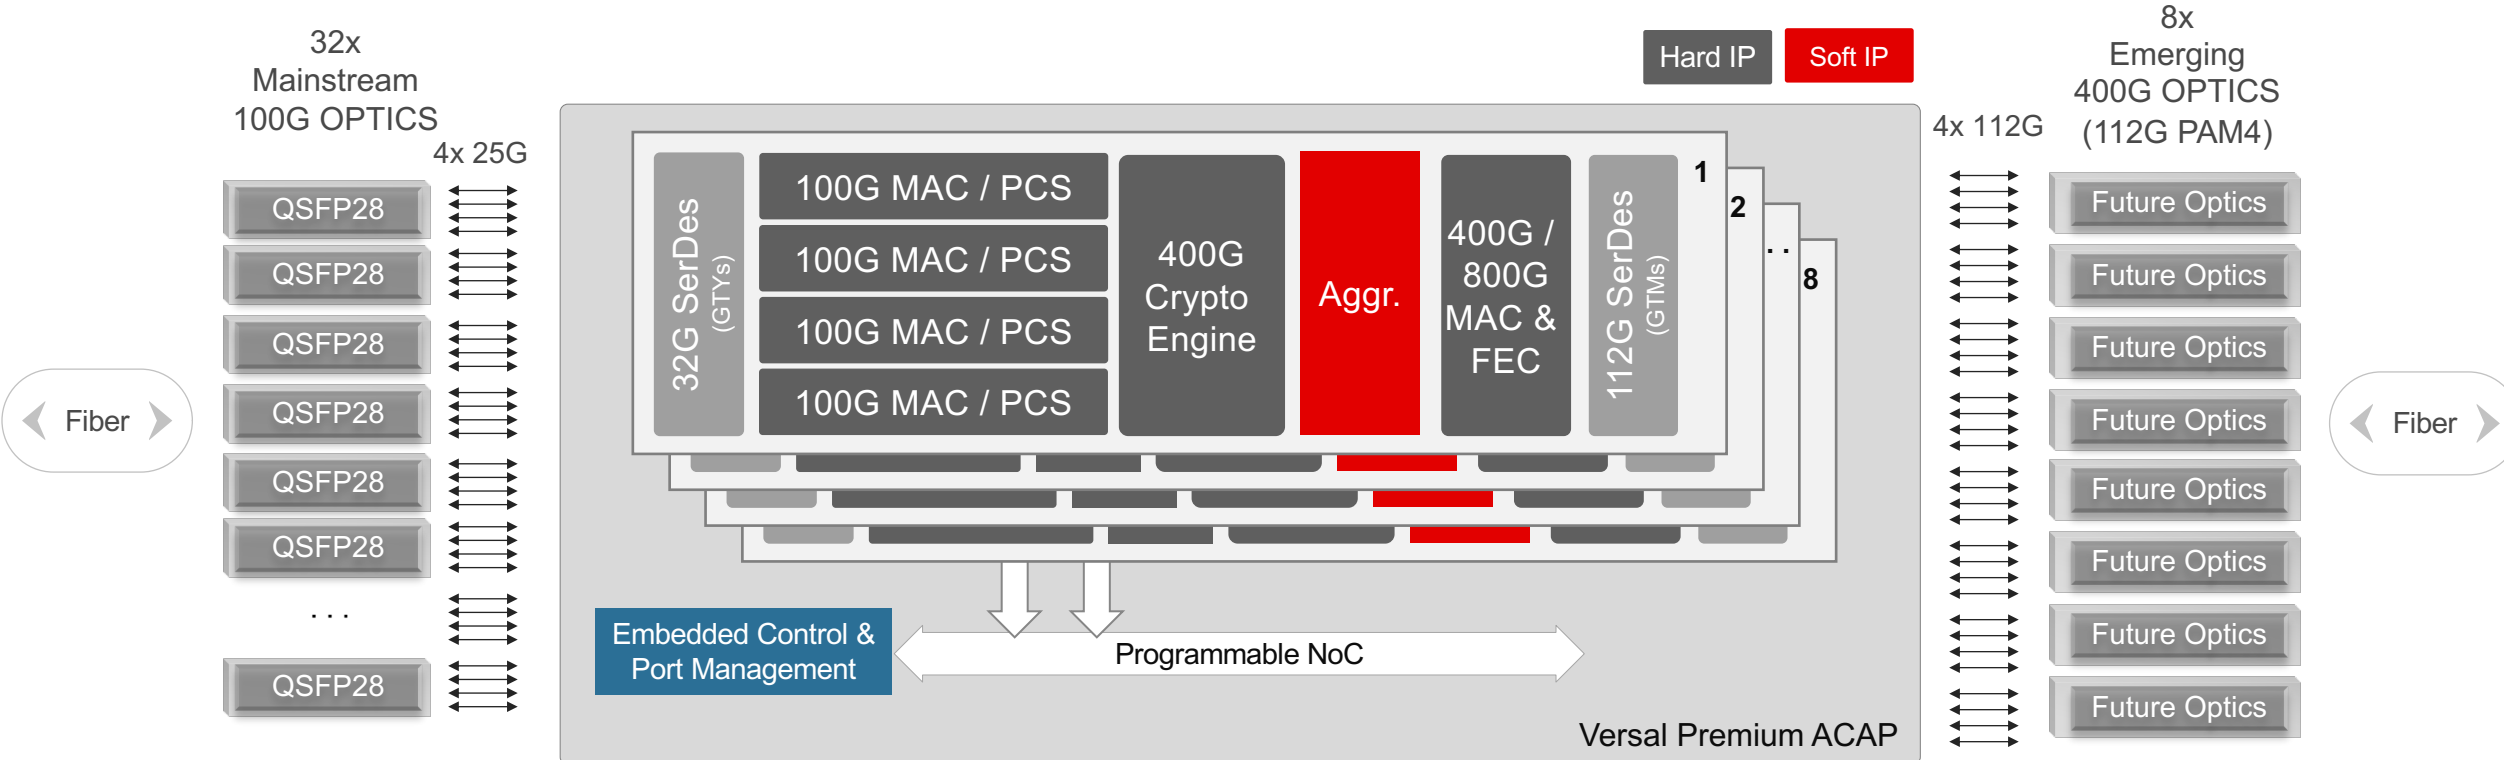 32x
Mainstream
100G OPTICS
4x 25G
QSFP28
QSFP28
QSFP28
QSFP28
QSFP28
QSFP28
. . .
QSFP28
Fiber
Hard IP
Soft IP
32G SerDes
(GTYs)
100G MAC / PCS
100G MAC / PCS
100G MAC / PCS
100G MAC / PCS
400G
Crypto
Engine
Aggr.
400G /
800G
MAC &
FEC
112G SerDes
(GTMs)
1
2
. .
8
Embedded Control &
Port Management
Programmable NoC
Versal Premium ACAP
4x 112G
8x
Emerging
400G OPTICS
(112G PAM4)
Future Optics
Future Optics
Future Optics
Future Optics
Future Optics
Future Optics
Future Optics
Future Optics
Fiber